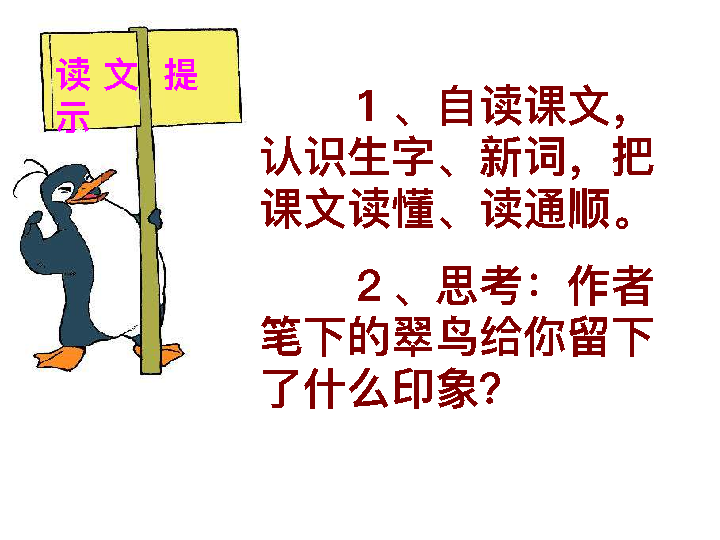 读 文 提
示
1 、自读课文，
认识生字、新词，把
课文读懂、读通顺。
2 、思考：作者
笔下的翠鸟给你留下
了什么印象？